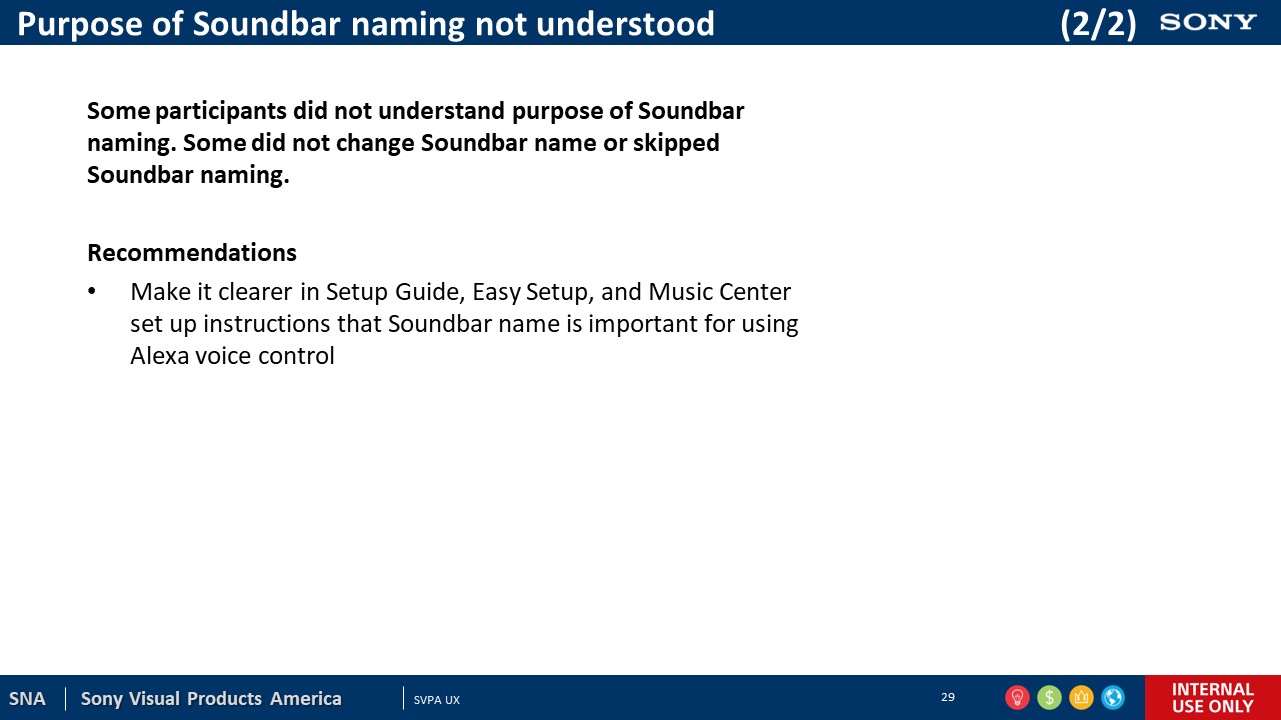 Purpose of Soundbar naming not understood (2/2) SONY
Some participants did not understand purpose of Soundbar
naming. Some did not change Soundbar name or skipped
Soundbar naming.
Recommendations
• Make it clearer in Setup Guide, Easy Setup, and Music Center
set up instructions that Soundbar name is important for using
Alexa voice control
SNA Sony Visual Products America SVPA UX 29 $ INTERNAL
USE ONLY